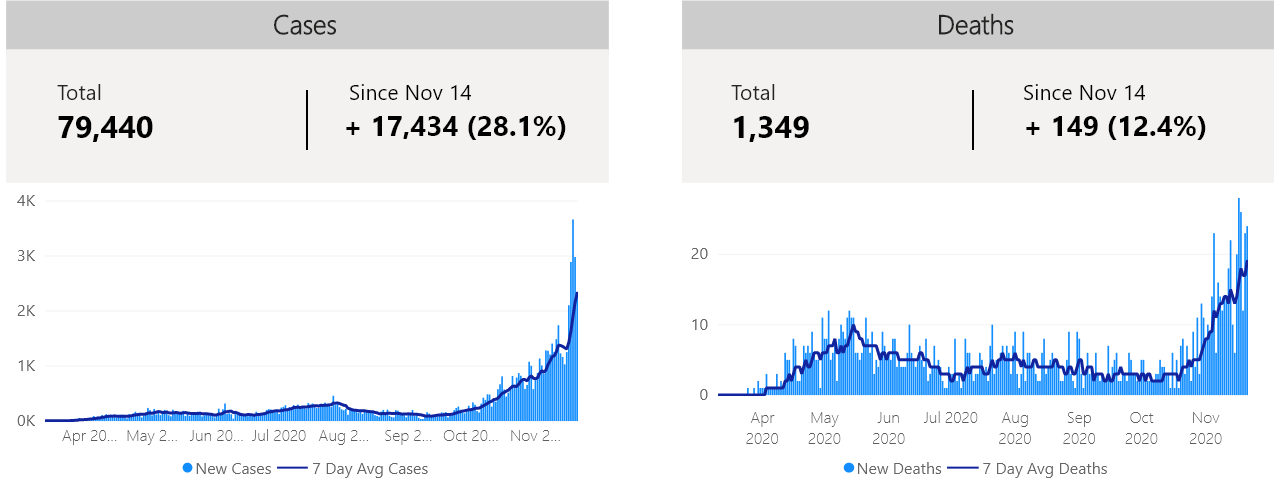 Cases
Total
79,440
Since Nov 14
+ 17,434 (28.1%)
4K
3K
2K
1K
0K
Apr 20... May 2... Jun 20... Jul 2020 Aug 2... Sep 2... Oct 20... Nov 2...
New Cases 7 Day Avg Cases
Deaths
Total
1,349
Since Nov 14
+ 149 (12.4%)
20
10
0
Apr May Jun Jul 2020 Aug Sep Oct Nov
2020 2020 2020 2020 2020 2020 2020
New Deaths 7 Day Avg Deaths